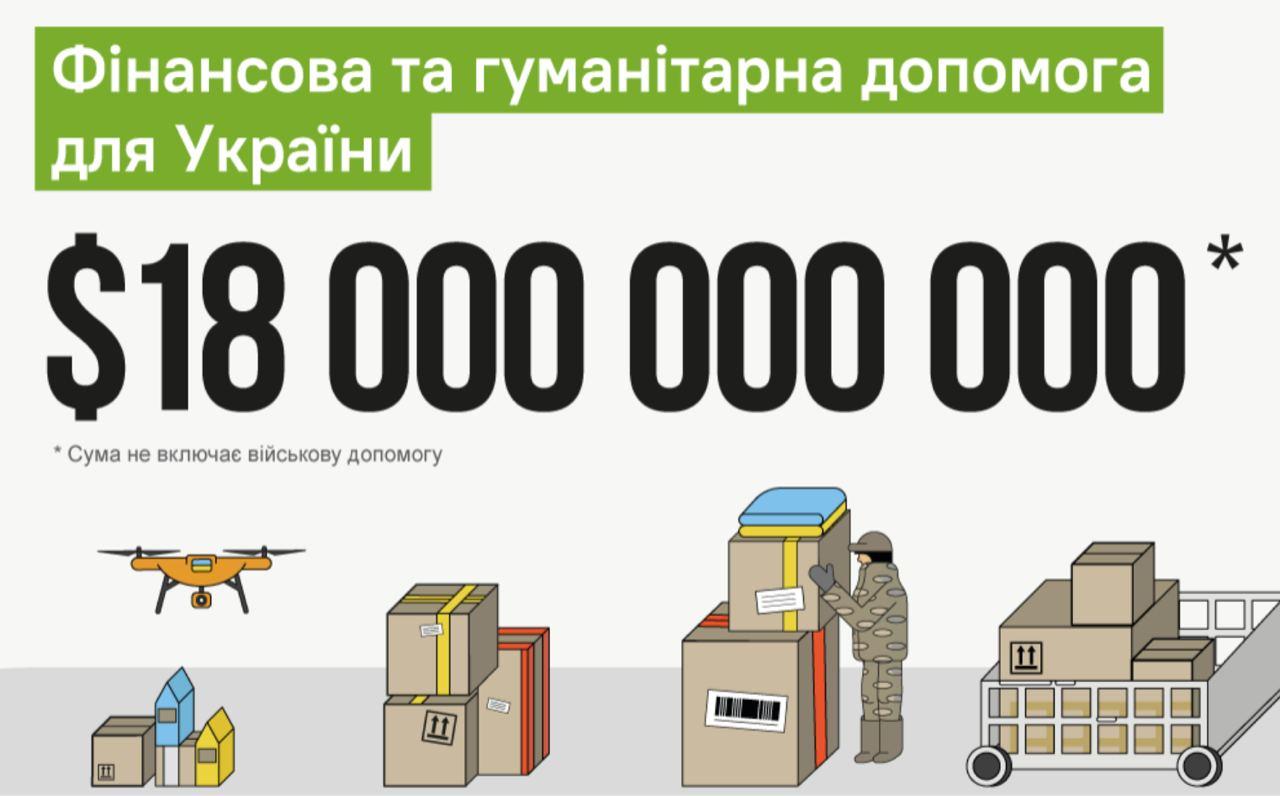 Фінансова та гуманітарна допомога
для України
$18 000 000 000*
* Сума не включає військову допомогу